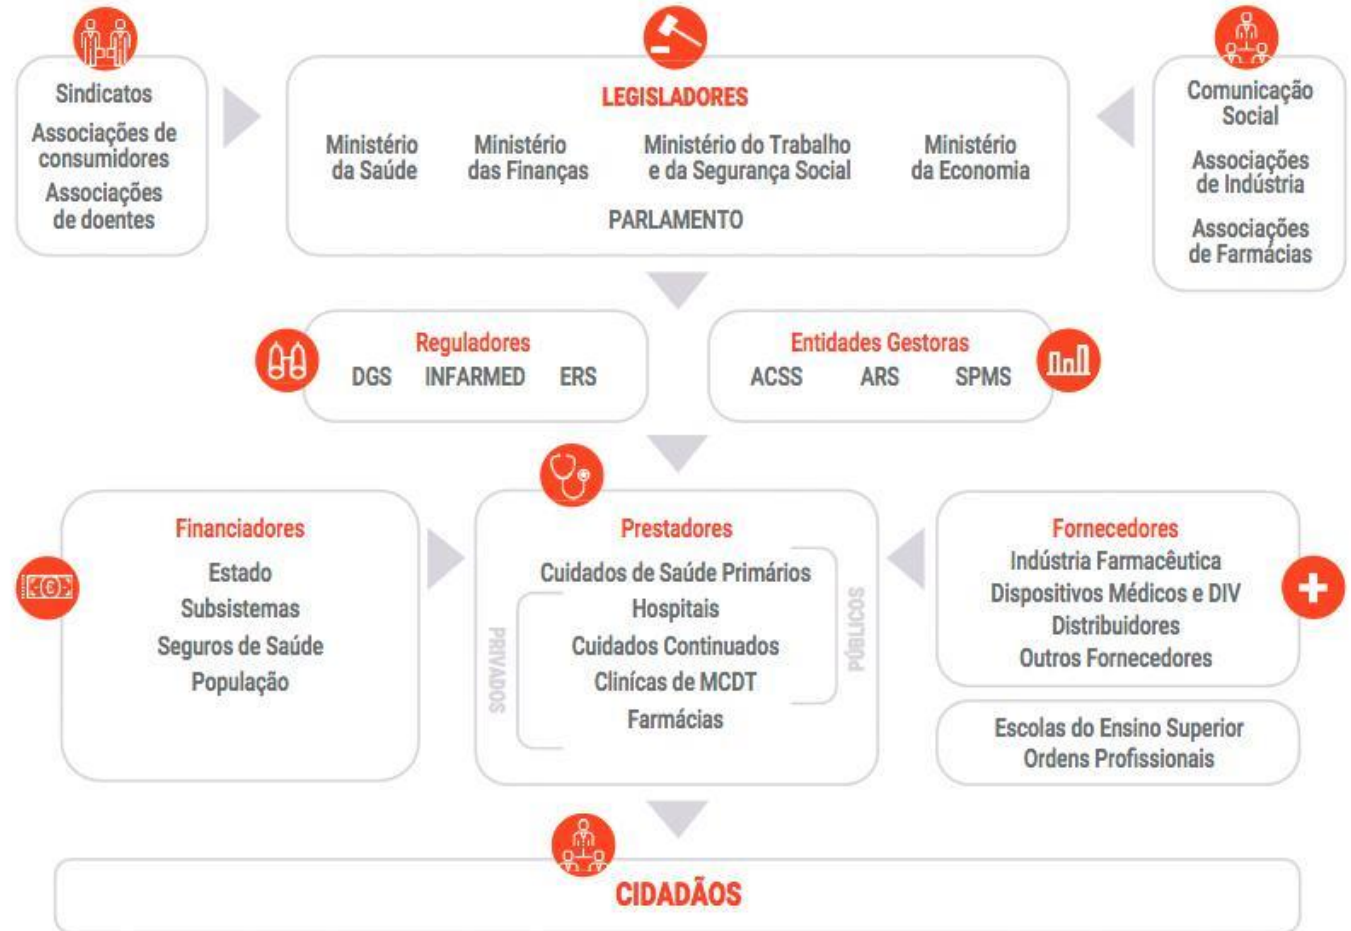 Sindicatos
Associações de
consumidores
Associações
de doentes
LEGISLADORES
Ministério
da Saúde
Ministério
das Finanças
Ministério do Trabalho
e da Segurança Social
Ministério
da Economia
PARLAMENTO
Comunicação
Social
Associações
de Indústria
Associações
de Farmácias
Reguladores
DGS INFARMED ERS
Entidades Gestoras
ACSS ARS SPMS
Financiadores
Estado
Subsistemas
Seguros de Saúde
População
Prestadores
Cuidados de Saúde Primários
Hospitais
Cuidados Continuados
Clinícas de MCDT
Farmácias
PRIVADOS
PÚBLICOS
Fornecedores
Indústria Farmacêutica
Dispositivos Médicos e DIV
Distribuidores
Outros Fornecedores
Escolas do Ensino Superior
Ordens Profissionais
CIDADÃOS